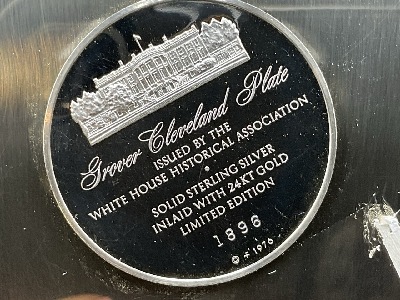 Grover Cleveland Plate
ISSUED BY THE
WHITE HOUSE HISTORICAL ASSOCIATION
SOLID STERLING SILVER
INLAID WITH 24KT GOLD
LIMITED EDITION
1896
© + 1976